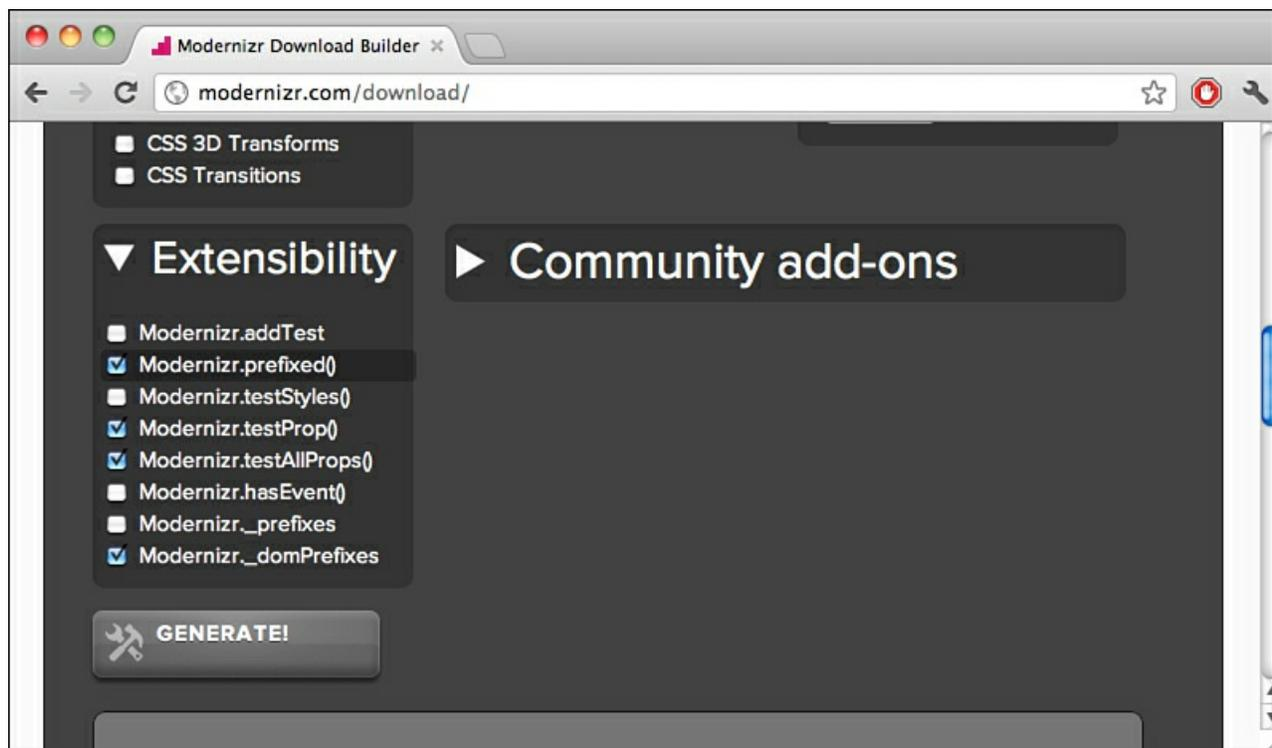 Modernizr Download Builder
modernizr.com/download/
CSS 3D Transforms
CSS Transitions
Extensibility
Modernizr.addTest
Modernizr.prefixed()
Modernizr.testStyles()
Modernizr.testProp()
Modernizr.testAllProps()
Modernizr.hasEvent()
Modernizr._prefixes
Modernizr._domPrefixes
Community add-ons
GENERATE!